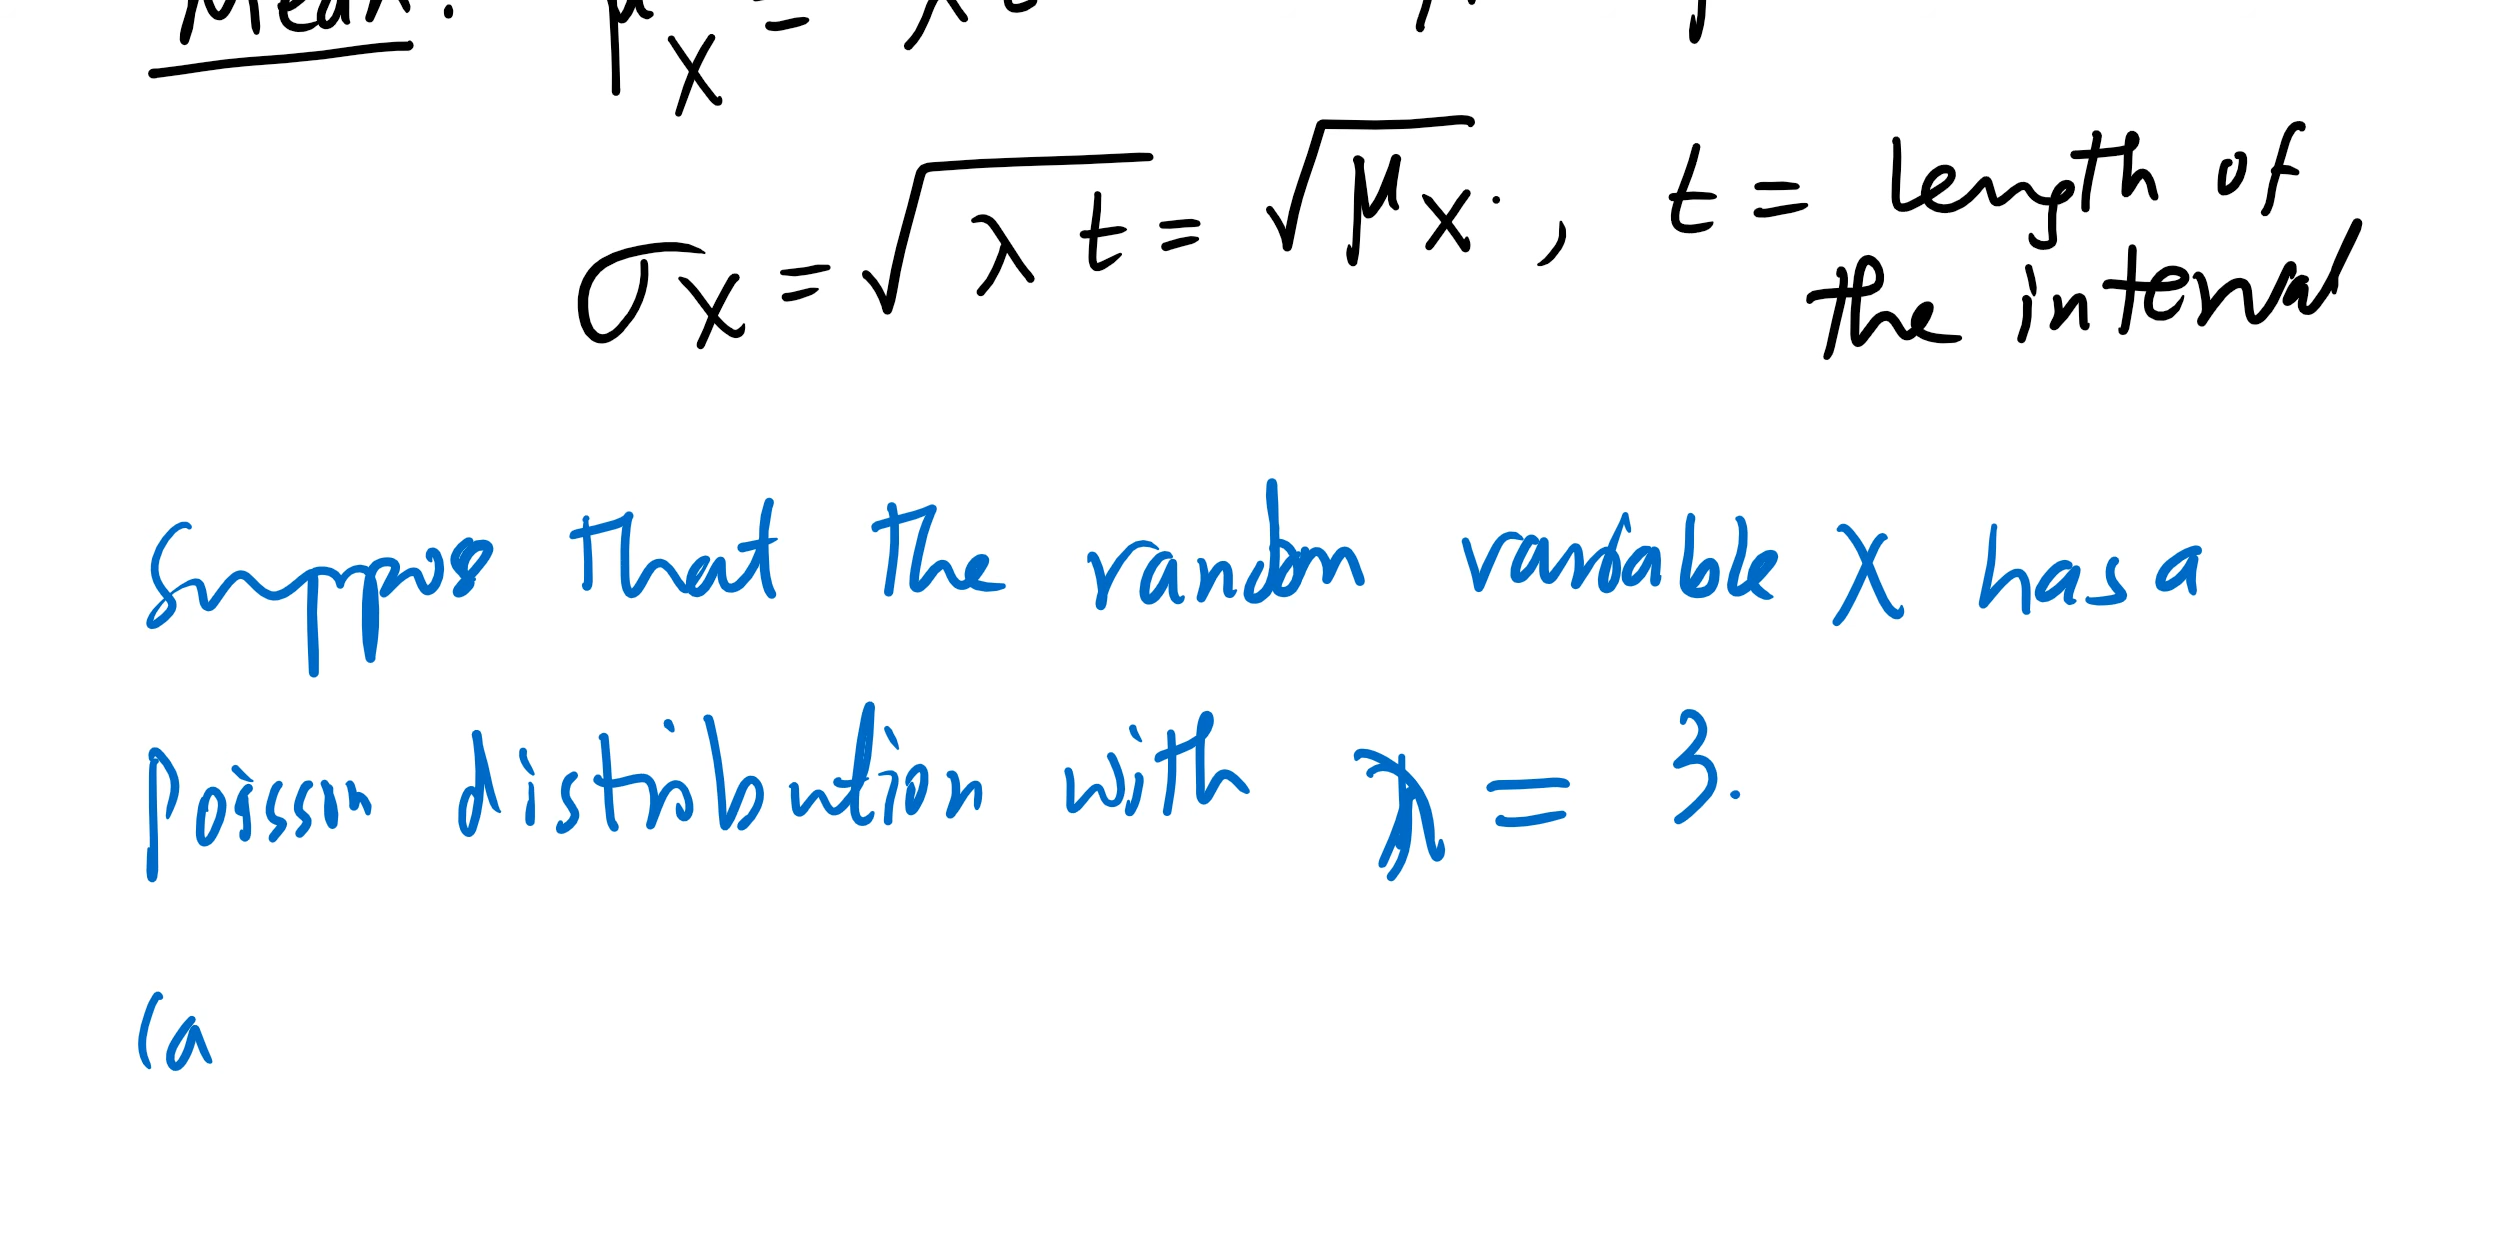 Mean: μₓ = λt
σₓ = √λt = √μₓ. , t = length of
the interval
Suppose that the random variable X has a
poisson distribution with λ = 3.
(a